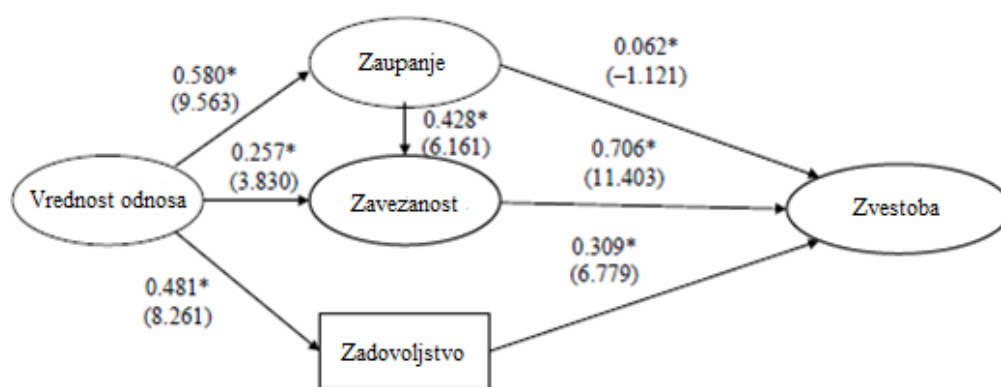 Zaupanje
0.062*
(–1.121)
0.580*
(9.563)
0.428*
(6.161)
0.257*
(3.830)
0.706*
(11.403)
Vrednost odnosa
Zavezanost
Zvestoba
0.309*
(6.779)
0.481*
(8.261)
Zadovoljstvo